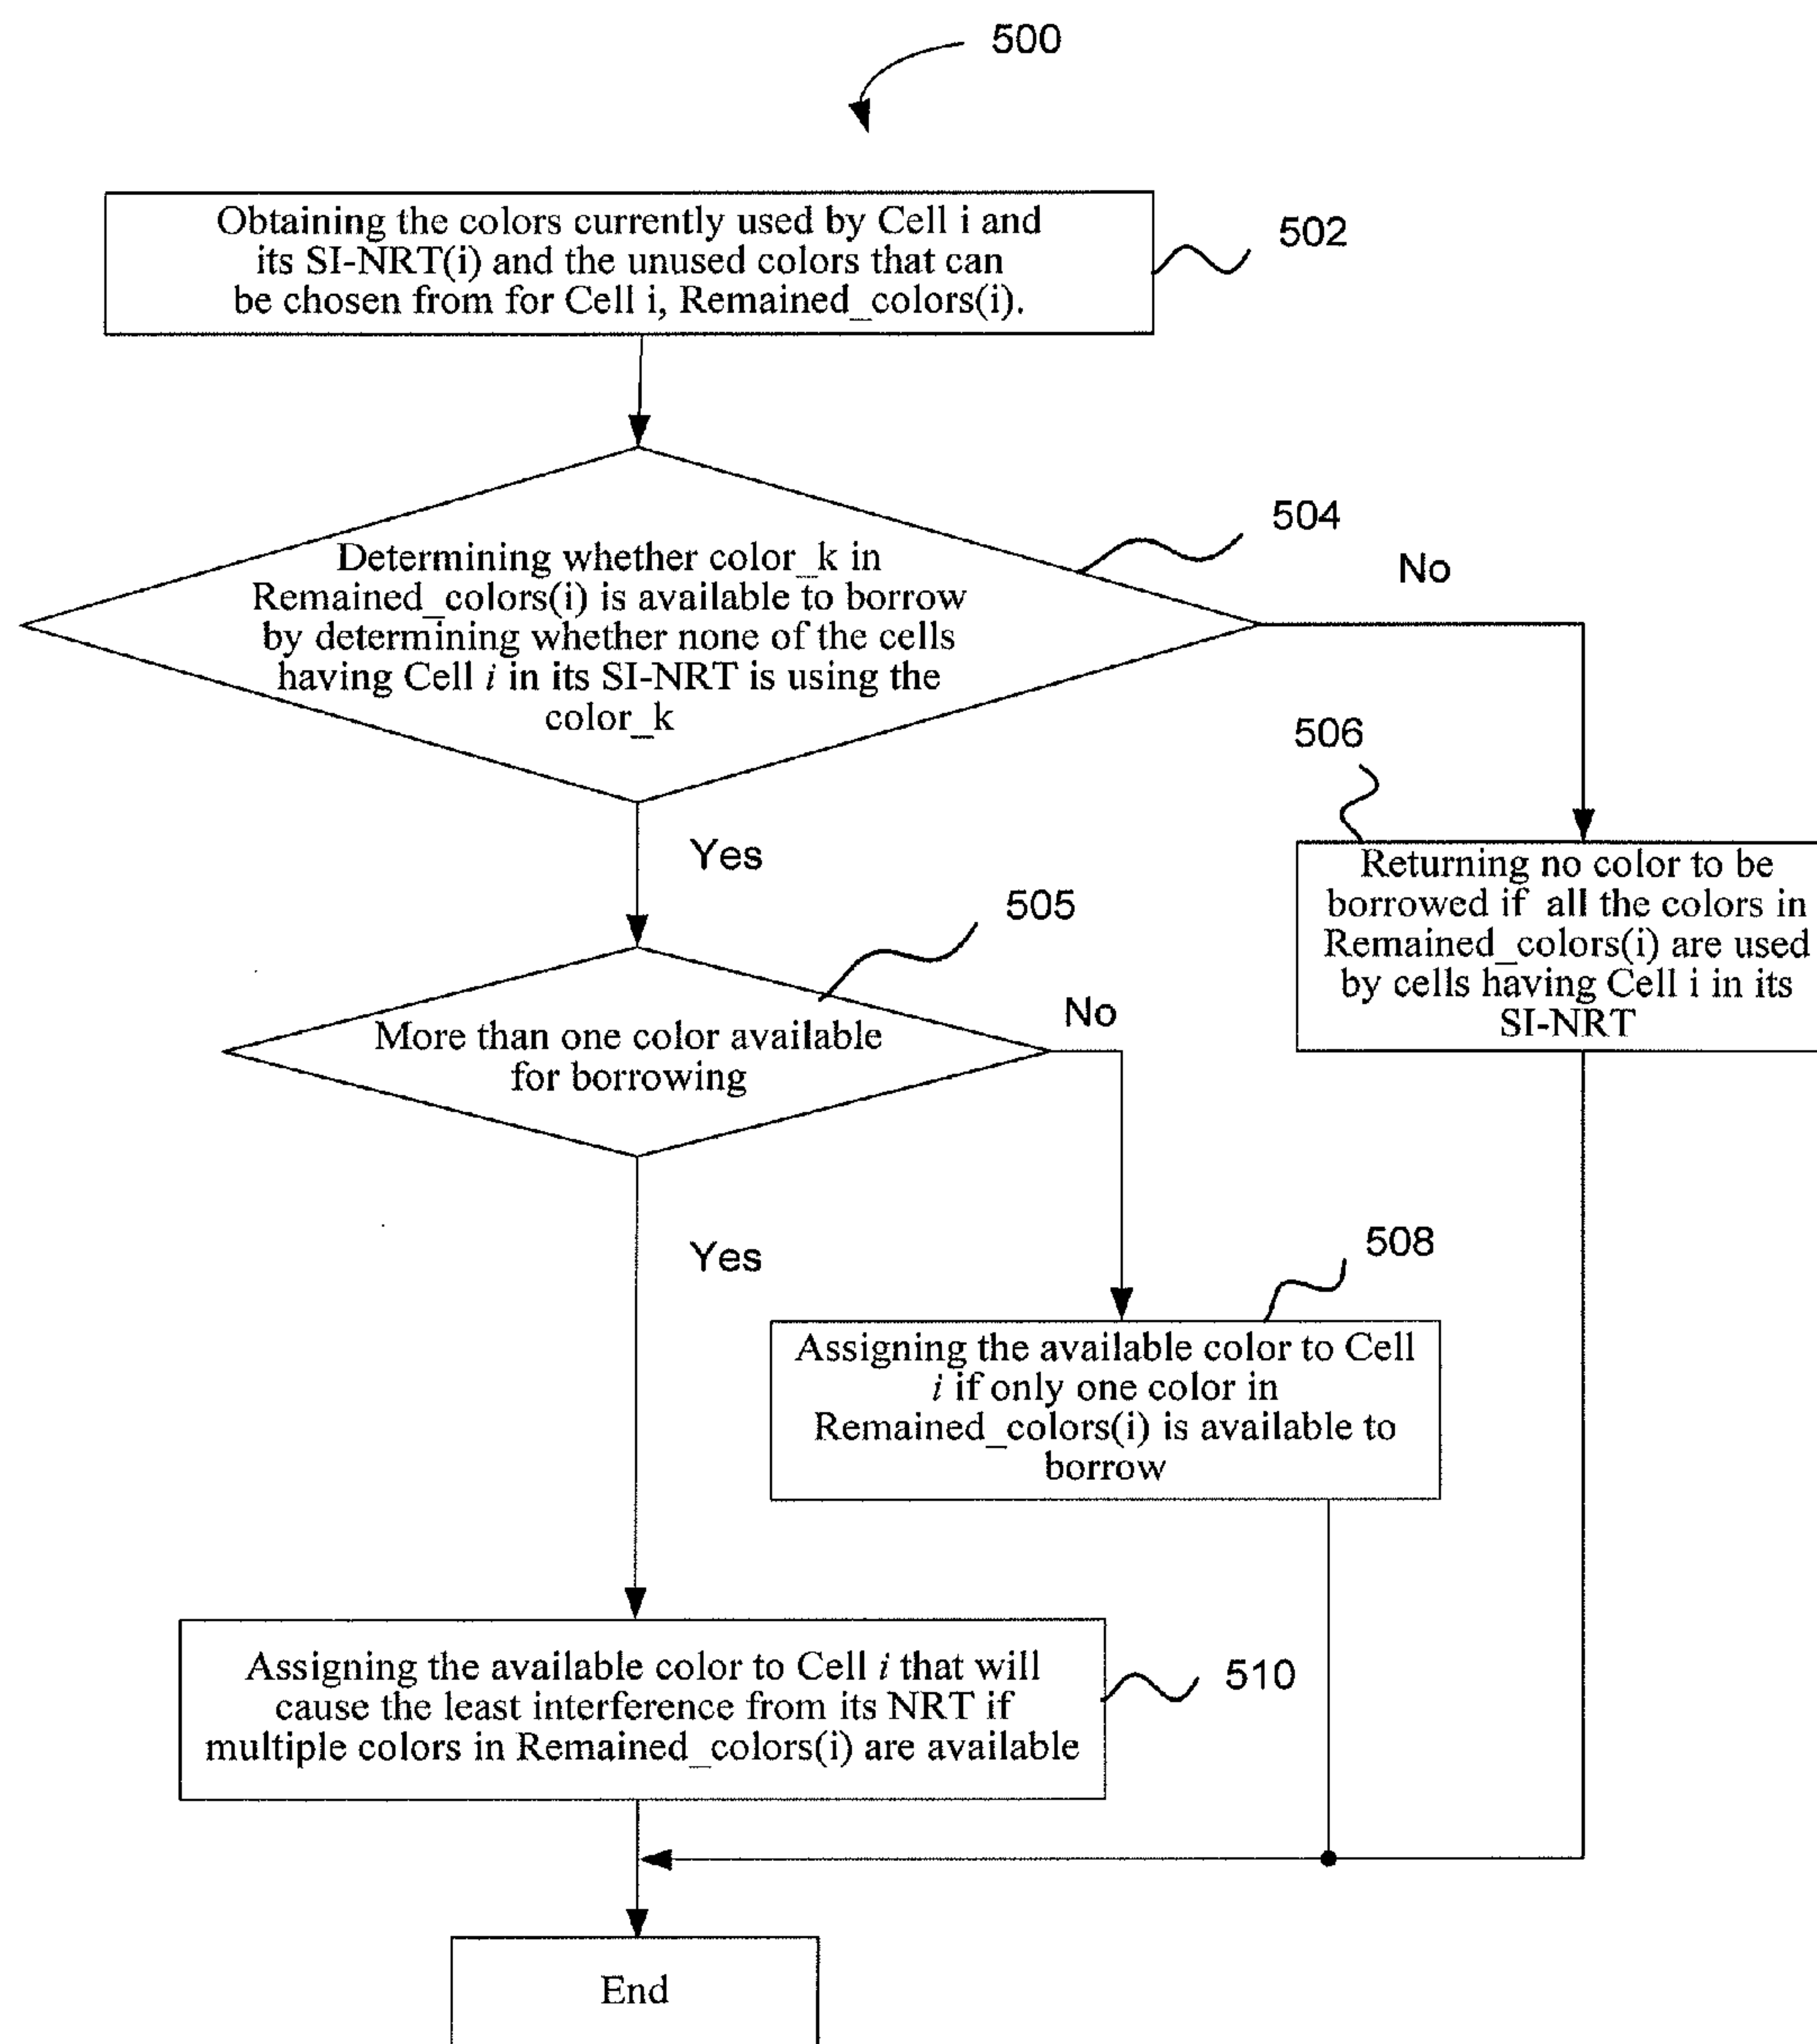 500
Obtaining the colors currently used by Cell i and
its SI-NRT(i) and the unused colors that can
be chosen from for Cell i, Remained_colors(i).
502
504
Determining whether color_k in
Remained_colors(i) is available to borrow
by determining whether none of the cells
having Cell i in its SI-NRT is using the
color_k
No
506
Returning no color to be
borrowed if all the colors in
Remained_colors(i) are used
by cells having Cell i in its
SI-NRT
Yes
505
More than one color available
for borrowing
No
508
Yes
Assigning the available color to Cell
i if only one color in
Remained_colors(i) is available to
borrow
Assigning the available color to Cell i that will
cause the least interference from its NRT if
multiple colors in Remained_colors(i) are available
510
End